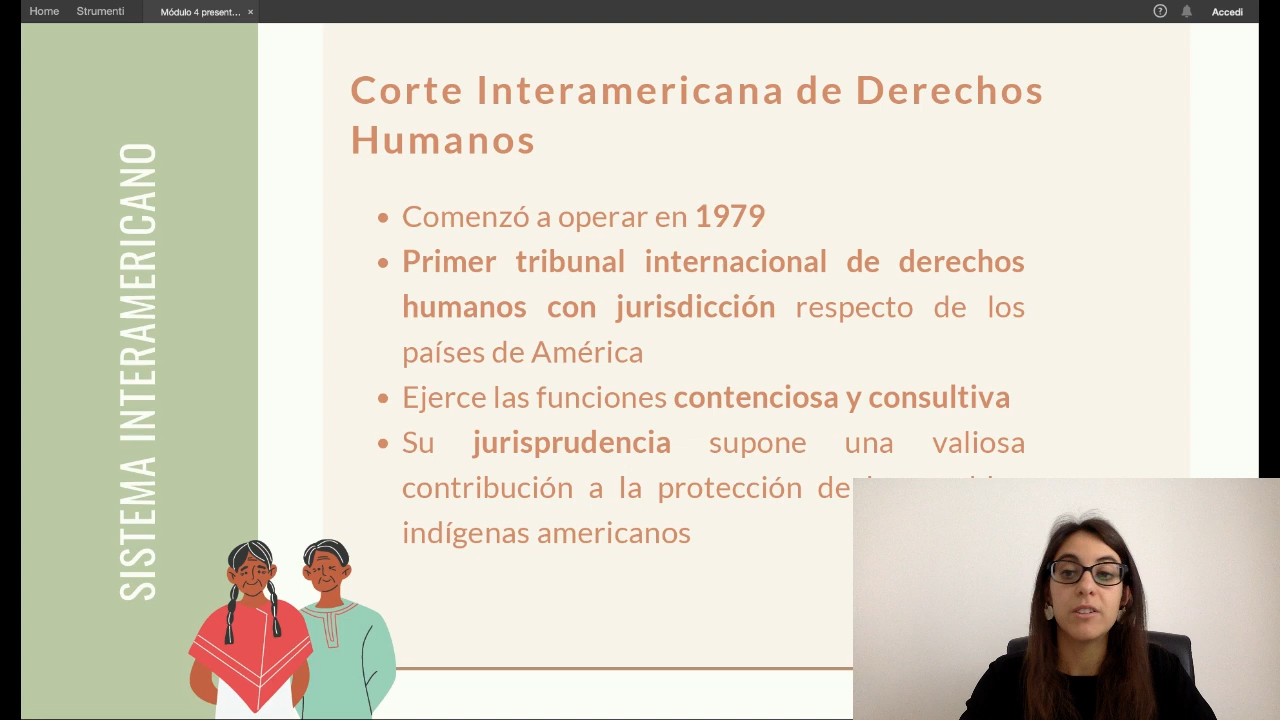 Home Strumenti Módulo 4 present... × ? Accedi
SISTEMA INTERAMERICANO
Corte Interamericana de Derechos
Humanos
• Comenzó a operar en 1979
• Primer tribunal internacional de derechos
humanos con jurisdicción respecto de los
países de América
• Ejerce las funciones contenciosa y consultiva
• Su jurisprudencia supone una valiosa
contribución a la protección de
indígenas americanos